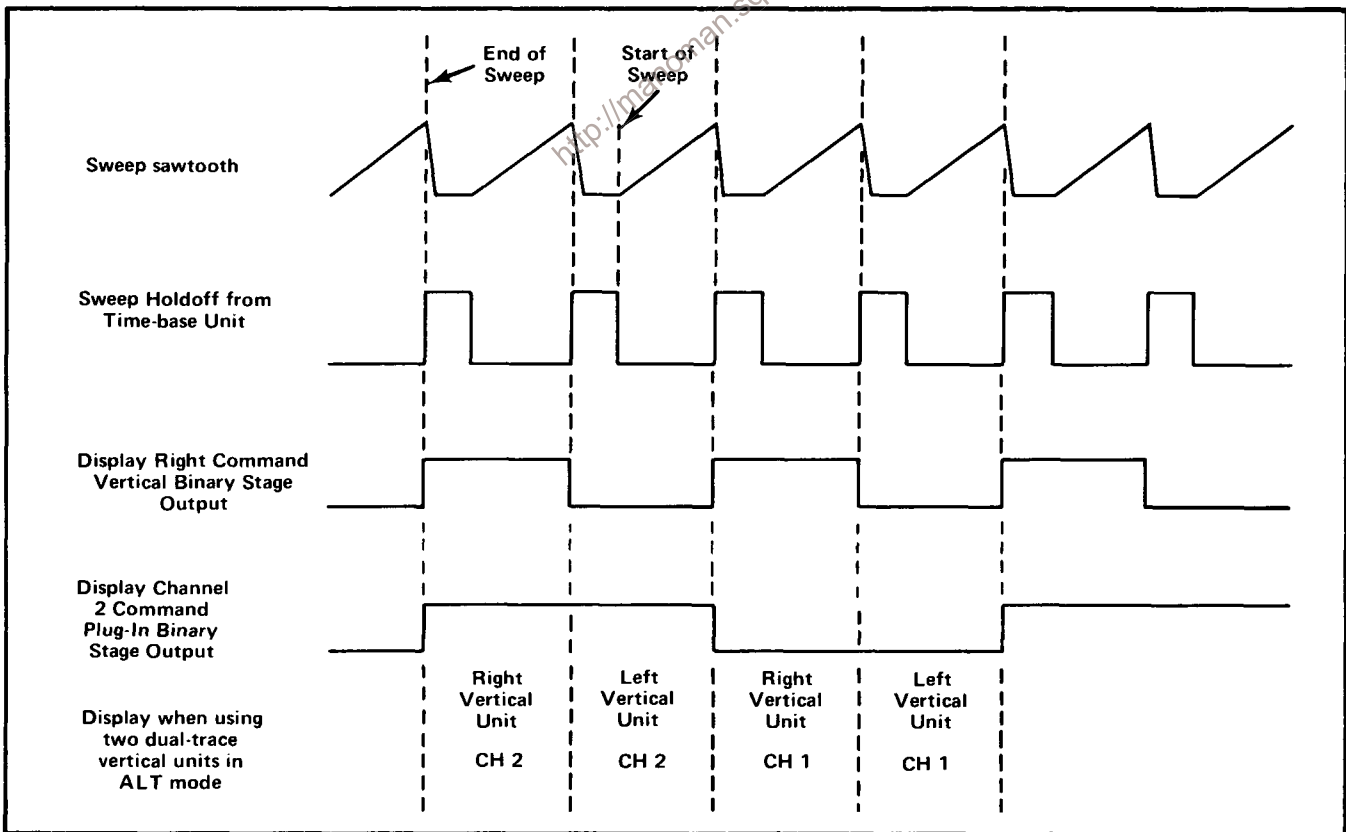 End of
Sweep
Start of
Sweep
Sweep sawtooth
Sweep Holdoff from
Time-base Unit
Display Right Command
Vertical Binary Stage
Output
Display Channel
2 Command
Plug-In Binary
Stage Output
Display when using
two dual-trace
vertical units in
ALT mode
Right
Vertical
Unit
CH 2
Left
Vertical
Unit
CH 2
Right
Vertical
Unit
CH 1
Left
Vertical
Unit
CH 1
http://manoman.sq